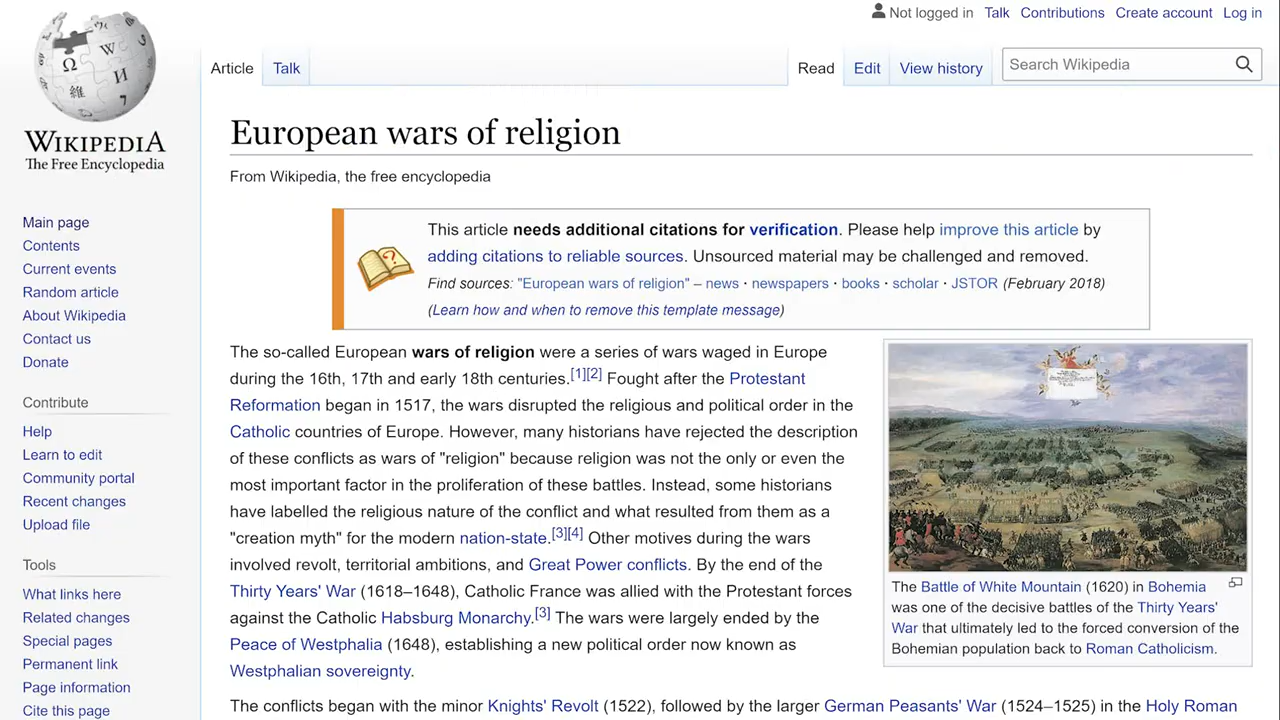 Not logged in Talk Contributions Create account Log in
Article Talk Read Edit View history Search Wikipedia
WIKIPEDIA
The Free Encyclopedia
Main page
Contents
Current events
Random article
About Wikipedia
Contact us
Donate
Contribute
Help
Learn to edit
Community portal
Recent changes
Upload file
Tools
What links here
Related changes
Special pages
Permanent link
Page information
Cite this page
European wars of religion
From Wikipedia, the free encyclopedia
This article needs additional citations for verification. Please help improve this article by
adding citations to reliable sources. Unsourced material may be challenged and removed.
Find sources: "European wars of religion" – news · newspapers · books · scholar · JSTOR (February 2018)
(Learn how and when to remove this template message)
The so-called European wars of religion were a series of wars waged in Europe
during the 16th, 17th and early 18th centuries.[1][2] Fought after the Protestant
Reformation began in 1517, the wars disrupted the religious and political order in the
Catholic countries of Europe. However, many historians have rejected the description
of these conflicts as wars of "religion" because religion was not the only or even the
most important factor in the proliferation of these battles. Instead, some historians
have labelled the religious nature of the conflict and what resulted from them as a
"creation myth" for the modern nation-state.[3][4] Other motives during the wars
involved revolt, territorial ambitions, and Great Power conflicts. By the end of the
Thirty Years' War (1618–1648), Catholic France was allied with the Protestant forces
against the Catholic Habsburg Monarchy.[3] The wars were largely ended by the
Peace of Westphalia (1648), establishing a new political order now known as
Westphalian sovereignty.
The Battle of White Mountain (1620) in Bohemia
was one of the decisive battles of the Thirty Years'
War that ultimately led to the forced conversion of the
Bohemian population back to Roman Catholicism.
The conflicts began with the minor Knights' Revolt (1522), followed by the larger German Peasants' War (1524–1525) in the Holy Roman